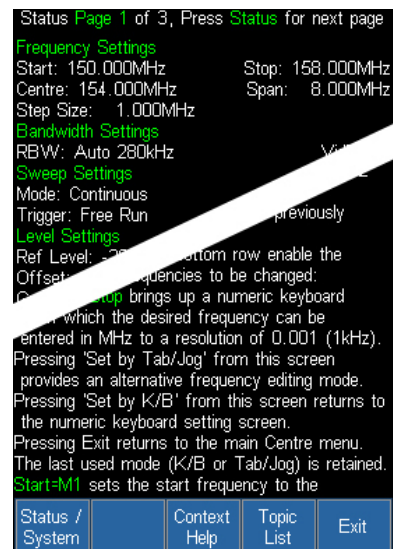 Status Page 1 of 3, Press Status for next page
Frequency Settings
Start: 150.000MHz Stop: 158.000MHz
Centre: 154.000MHz Span: 8.000MHz
Step Size: 1.000MHz
Bandwidth Settings
RBW: Auto 280kHz
Sweep Settings
Mode: Continuous
Trigger: Free Run previously
Level Settings
Ref Level: row enable the
Offset: to be changed:
brings up a numeric keyboard
which the desired frequency can be
entered in MHz to a resolution of 0.001 (1kHz).
Pressing 'Set by Tab/Jog' from this screen
provides an alternative frequency editing mode.
Pressing 'Set by K/B' from this screen returns to
the numeric keyboard setting screen.
Pressing Exit returns to the main Centre menu.
The last used mode (K/B or Tab/Jog) is retained.
Start=M1 sets the start frequency to the
Status / System
Context Help
Topic List
Exit